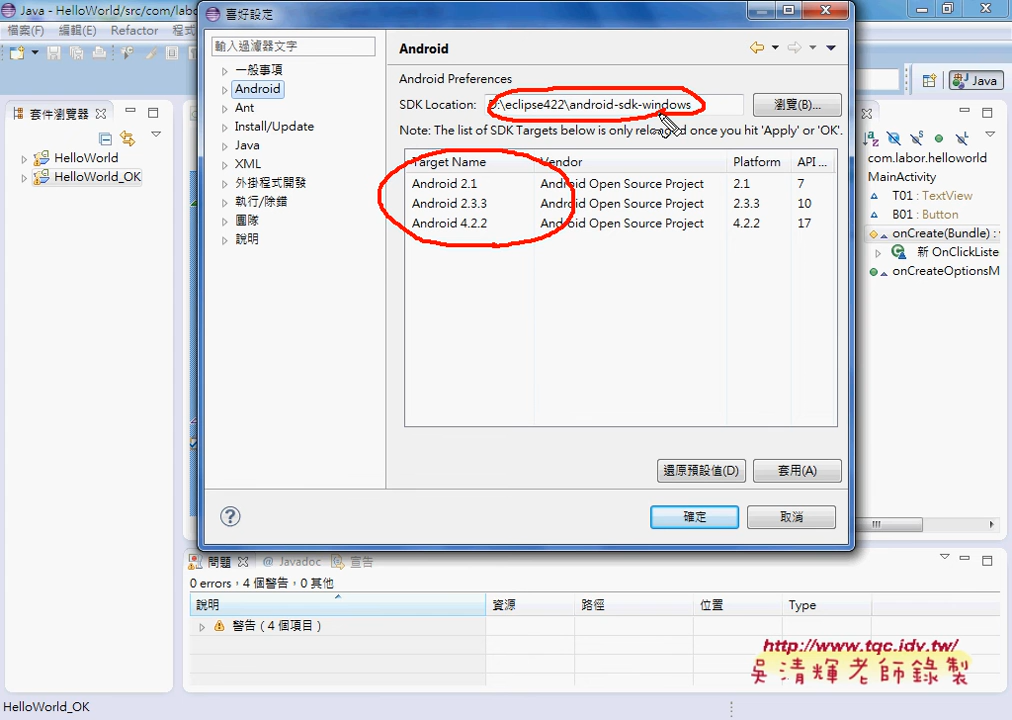 Java - HelloWorld/src/com/labo
檔案(F) 編輯(E) Refactor 程式
套件瀏覽器
HelloWorld
HelloWorld_OK
喜好設定
輸入過濾器文字
一般事項
Android
Ant
Install/Update
Java
XML
外掛程式開發
執行/除錯
團隊
說明
Android
Android Preferences
SDK Location: D:\eclipse422\android-sdk-windows 瀏覽(B)...
Note: The list of SDK Targets below is only reloaded once you hit 'Apply' or 'OK'.
Target Name Vendor Platform API ...
Android 2.1 Android Open Source Project 2.1 7
Android 2.3.3 Android Open Source Project 2.3.3 10
Android 4.2.2 Android Open Source Project 4.2.2 17
還原預設值(D) 套用(A)
確定 取消
Java
com.labor.helloworld
MainActivity
T01 : TextView
B01 : Button
onCreate(Bundle) :
新 OnClickListe
onCreateOptionsM
問題 @ Javadoc 宣告
0 errors，4 個警告，0 其他
說明 資源 路徑 位置 Type
警告 ( 4 個項目 )
http://www.tqc.idv.tw/
吳清輝老師錄製
HelloWorld_OK